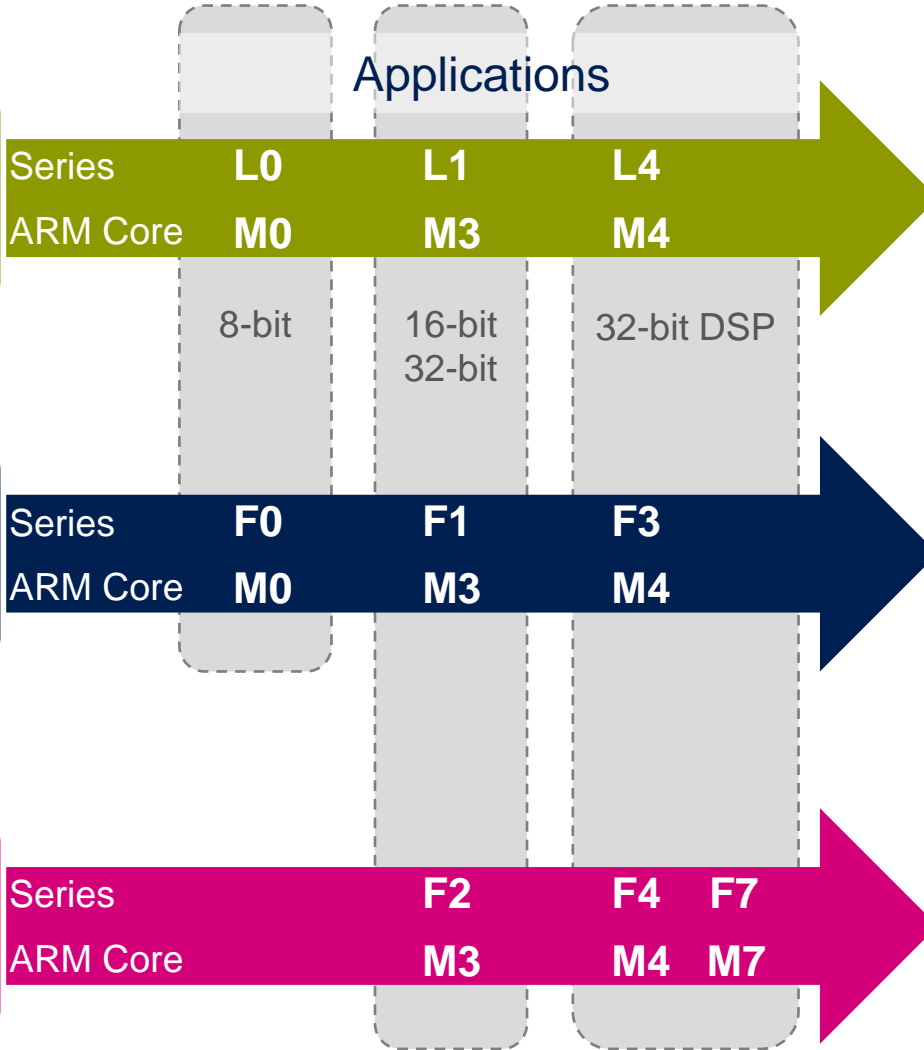 Applications
Series L0 L1 L4
ARM Core M0 M3 M4
8-bit 16-bit 32-bit DSP
32-bit
Series F0 F1 F3
ARM Core M0 M3 M4
Series F2 F4 F7
ARM Core M3 M4 M7